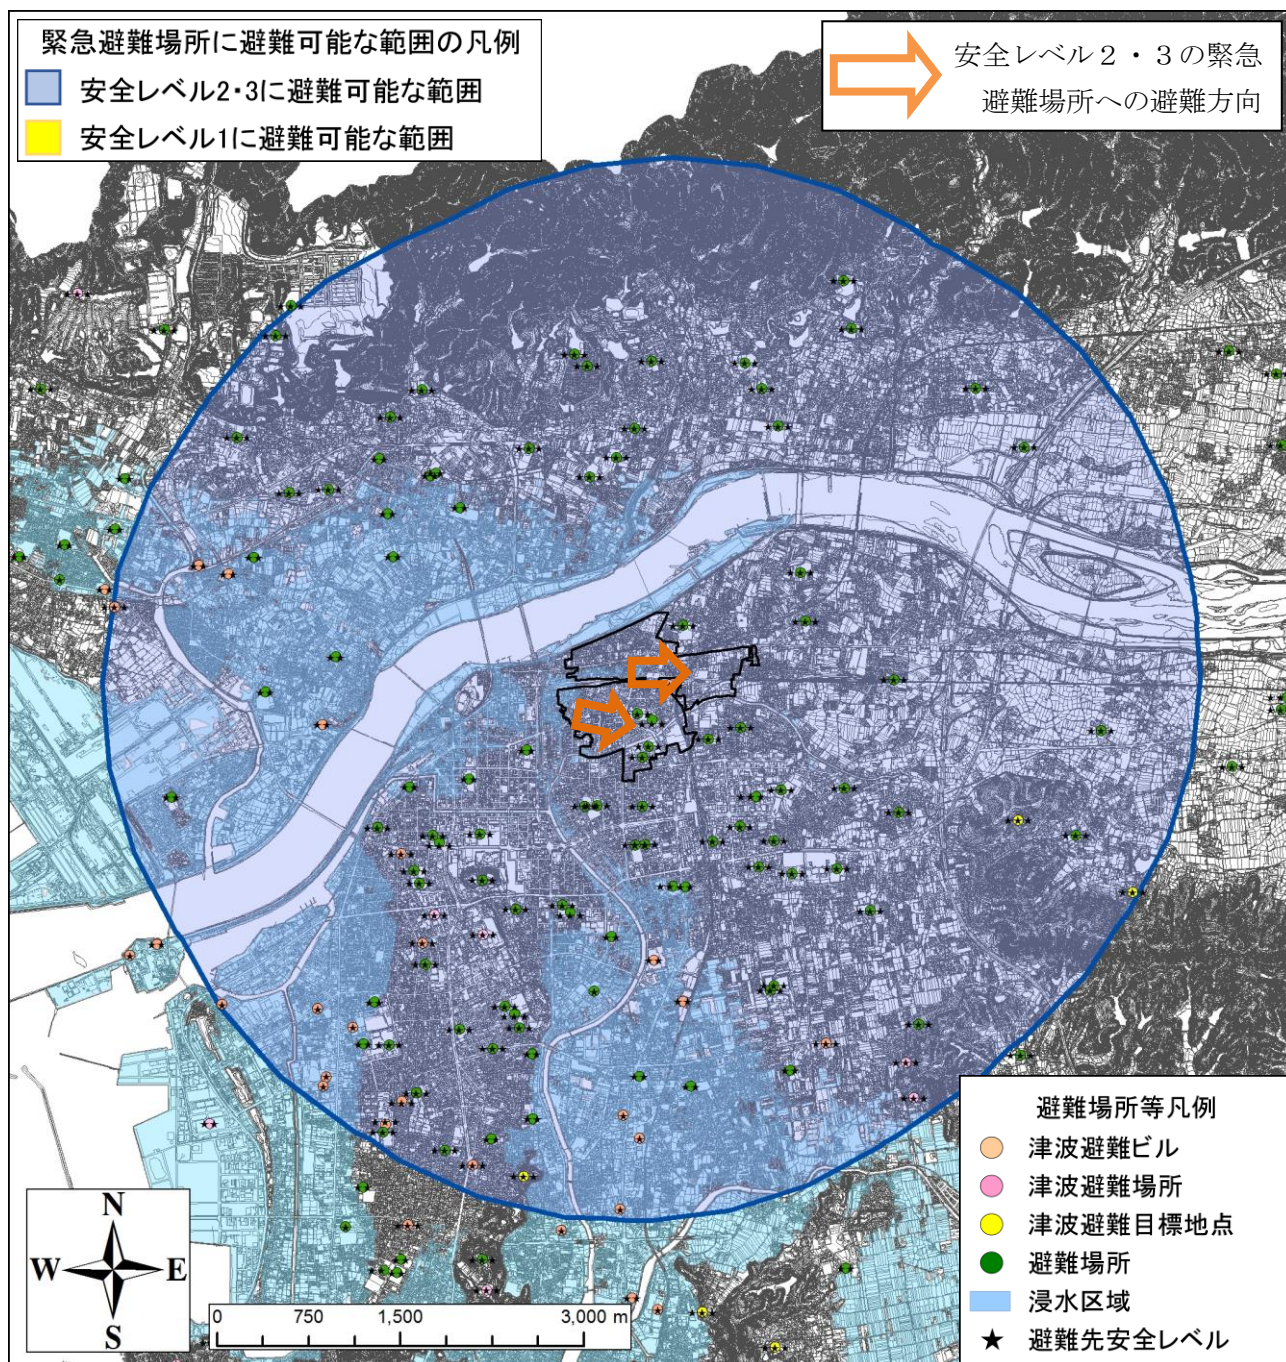 緊急避難場所に避難可能な範囲の凡例
安全レベル2・3に避難可能な範囲
安全レベル1に避難可能な範囲
安全レベル２・３の緊急
避難場所への避難方向
避難場所等凡例
津波避難ビル
津波避難場所
津波避難目標地点
避難場所
浸水区域
★ 避難先安全レベル
N
W E
S
0 750 1,500 3,000 m